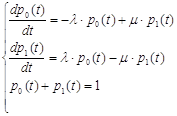 dp₀(t)/dt = −λ · p₀(t) + μ · p₁(t)
dp₁(t)/dt = λ · p₀(t) − μ · p₁(t)
p₀(t) + p₁(t) = 1